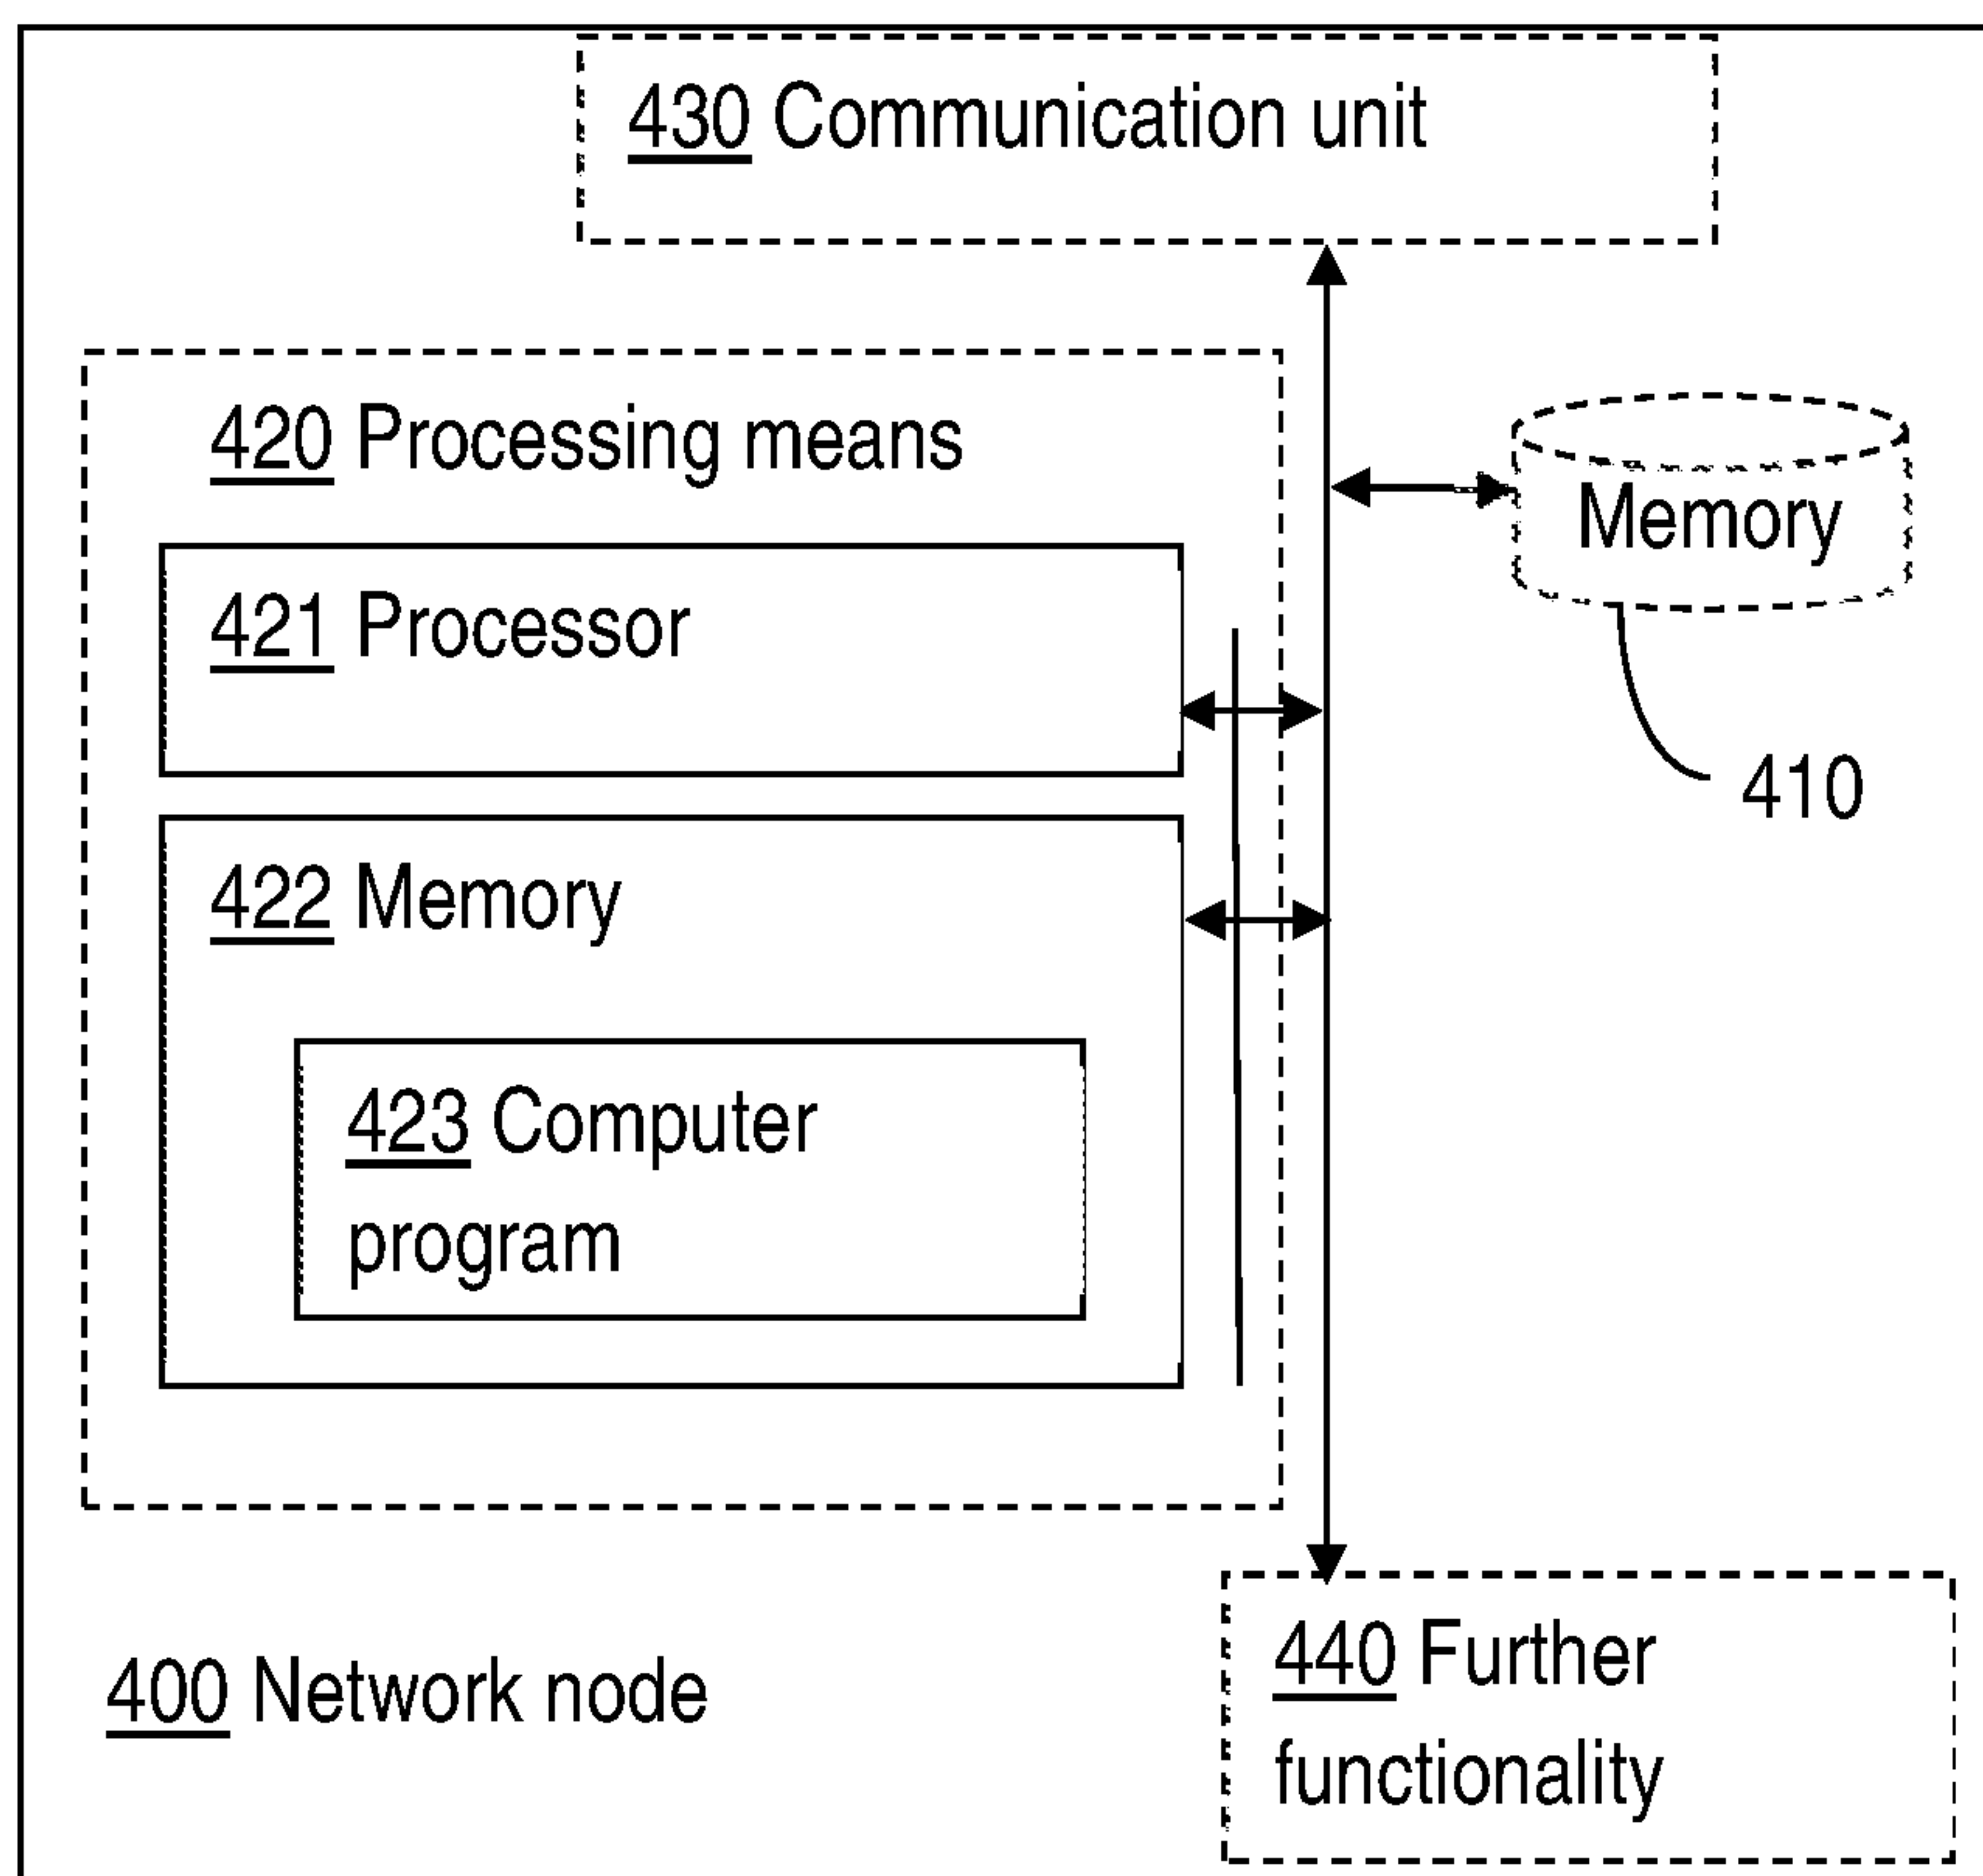 430 Communication unit
420 Processing means
Memory
421 Processor
410
422 Memory
423 Computer
program
440 Further
functionality
400 Network node